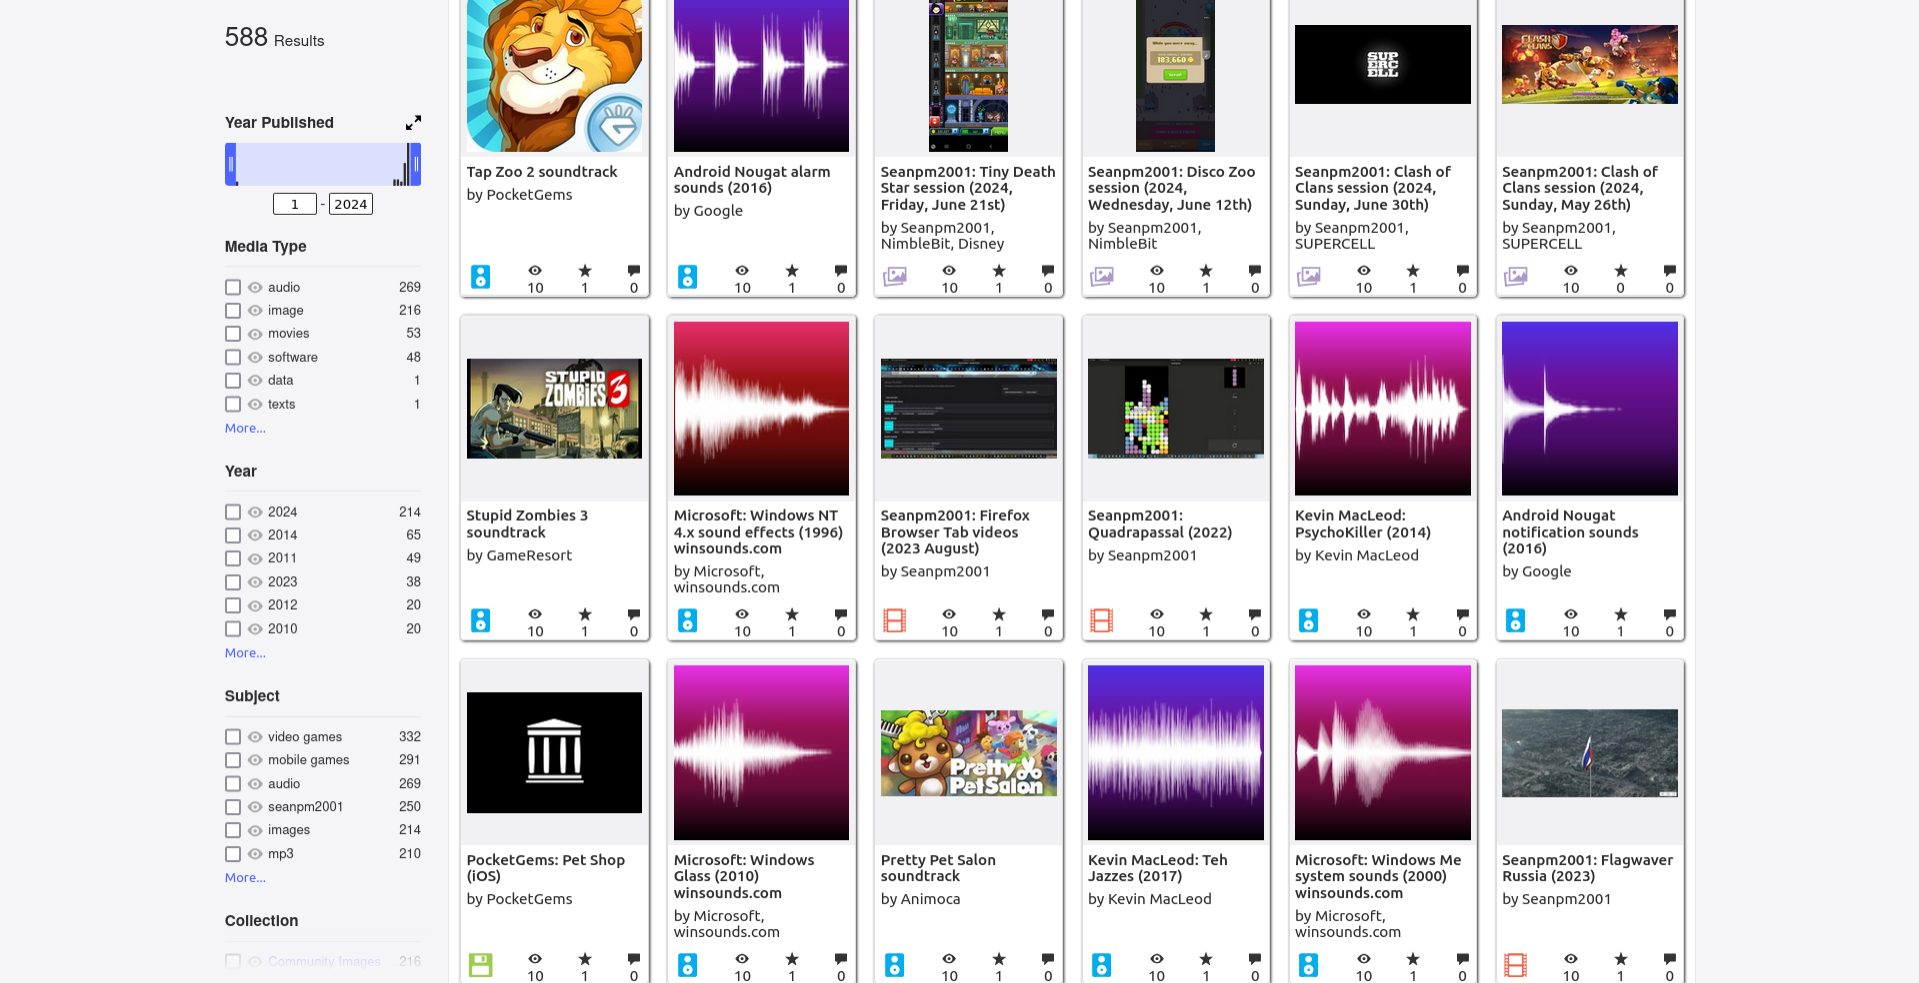 588 Results
Year Published
1 - 2024
Media Type
audio 269
image 216
movies 53
software 48
data 1
texts 1
More...
Year
2024 214
2014 65
2011 49
2023 38
2012 20
2010 20
More...
Subject
video games 332
mobile games 291
audio 269
seanpm2001 250
images 214
mp3 210
More...
Collection
Community Images 216
Tap Zoo 2 soundtrack
by PocketGems
10 1 0
Android Nougat alarm
sounds (2016)
by Google
10 1 0
Seanpm2001: Tiny Death
Star session (2024,
Friday, June 21st)
by Seanpm2001,
NimbleBit, Disney
10 1 0
183,660
Seanpm2001: Disco Zoo
session (2024,
Wednesday, June 12th)
by Seanpm2001,
NimbleBit
10 1 0
SUP
ERC
ELL
Seanpm2001: Clash of
Clans session (2024,
Sunday, June 30th)
by Seanpm2001,
SUPERCELL
10 1 0
CLASH
CLANS
Seanpm2001: Clash of
Clans session (2024,
Sunday, May 26th)
by Seanpm2001,
SUPERCELL
10 0 0
STUPID
ZOMBIES 3
Stupid Zombies 3
soundtrack
by GameResort
10 1 0
Microsoft: Windows NT
4.x sound effects (1996)
winsounds.com
by Microsoft,
winsounds.com
10 1 0
Seanpm2001: Firefox
Browser Tab videos
(2023 August)
by Seanpm2001
10 1 0
Seanpm2001:
Quadrapassal (2022)
by Seanpm2001
10 1 0
Kevin MacLeod:
PsychoKiller (2014)
by Kevin MacLeod
10 1 0
Android Nougat
notification sounds
(2016)
by Google
10 1 0
PocketGems: Pet Shop
(iOS)
by PocketGems
10 1 0
Microsoft: Windows
Glass (2010)
winsounds.com
by Microsoft,
winsounds.com
10 1 0
Pretty
PetSalon
Pretty Pet Salon
soundtrack
by Animoca
10 1 0
Kevin MacLeod: Teh
Jazzes (2017)
by Kevin MacLeod
10 1 0
Microsoft: Windows Me
system sounds (2000)
winsounds.com
by Microsoft,
winsounds.com
10 1 0
Seanpm2001: Flagwaver
Russia (2023)
by Seanpm2001
10 1 0